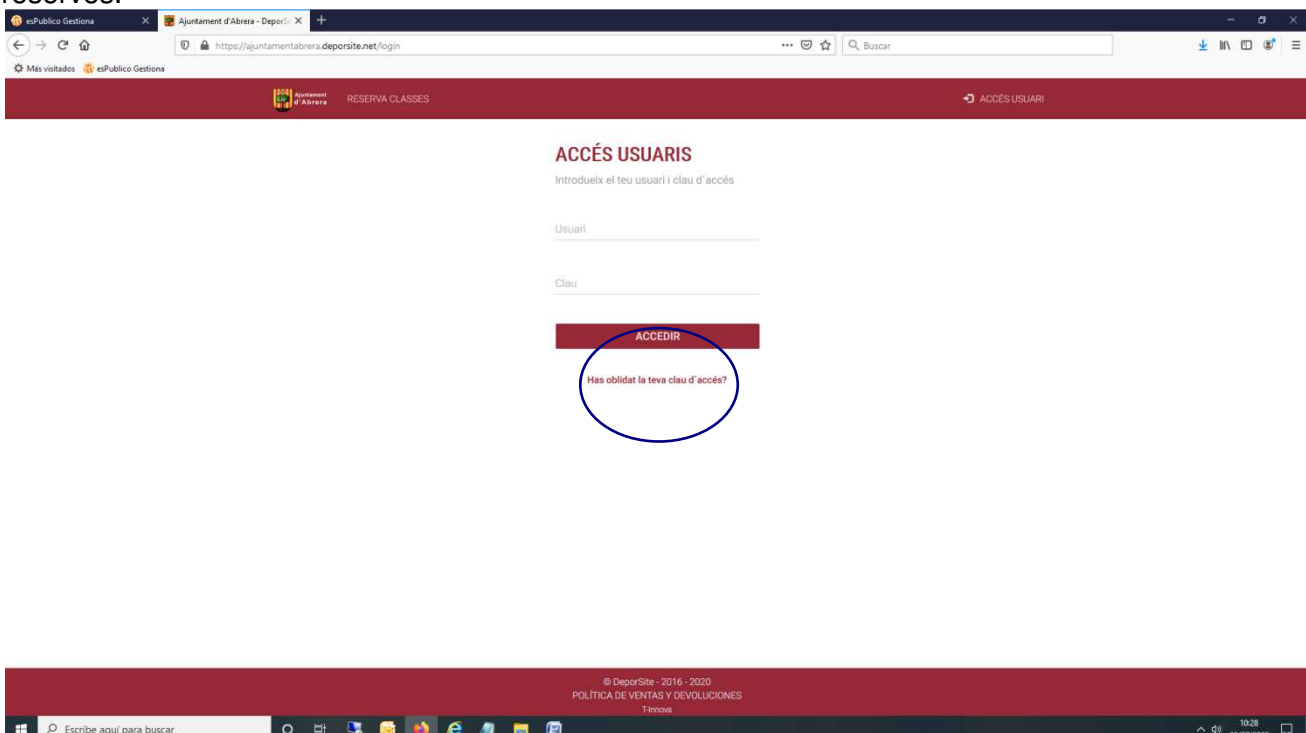 reserves.
esPublico Gestiona
Ajuntament d'Abrera - DeporSi
https://ajuntamentabrera.deporsite.net/login
Buscar
Más visitados esPublico Gestiona
Ajuntament d'Abrera
RESERVA CLASSES
ACCÉS USUARI
ACCÉS USUARIS
Introdueix el teu usuari i clau d´accés
Usuari
Clau
ACCEDIR
Has oblidat la teva clau d´accés?
© DeporSite - 2016 - 2020
POLÍTICA DE VENTAS Y DEVOLUCIONES
T-Innova
Escribe aquí para buscar
10:28